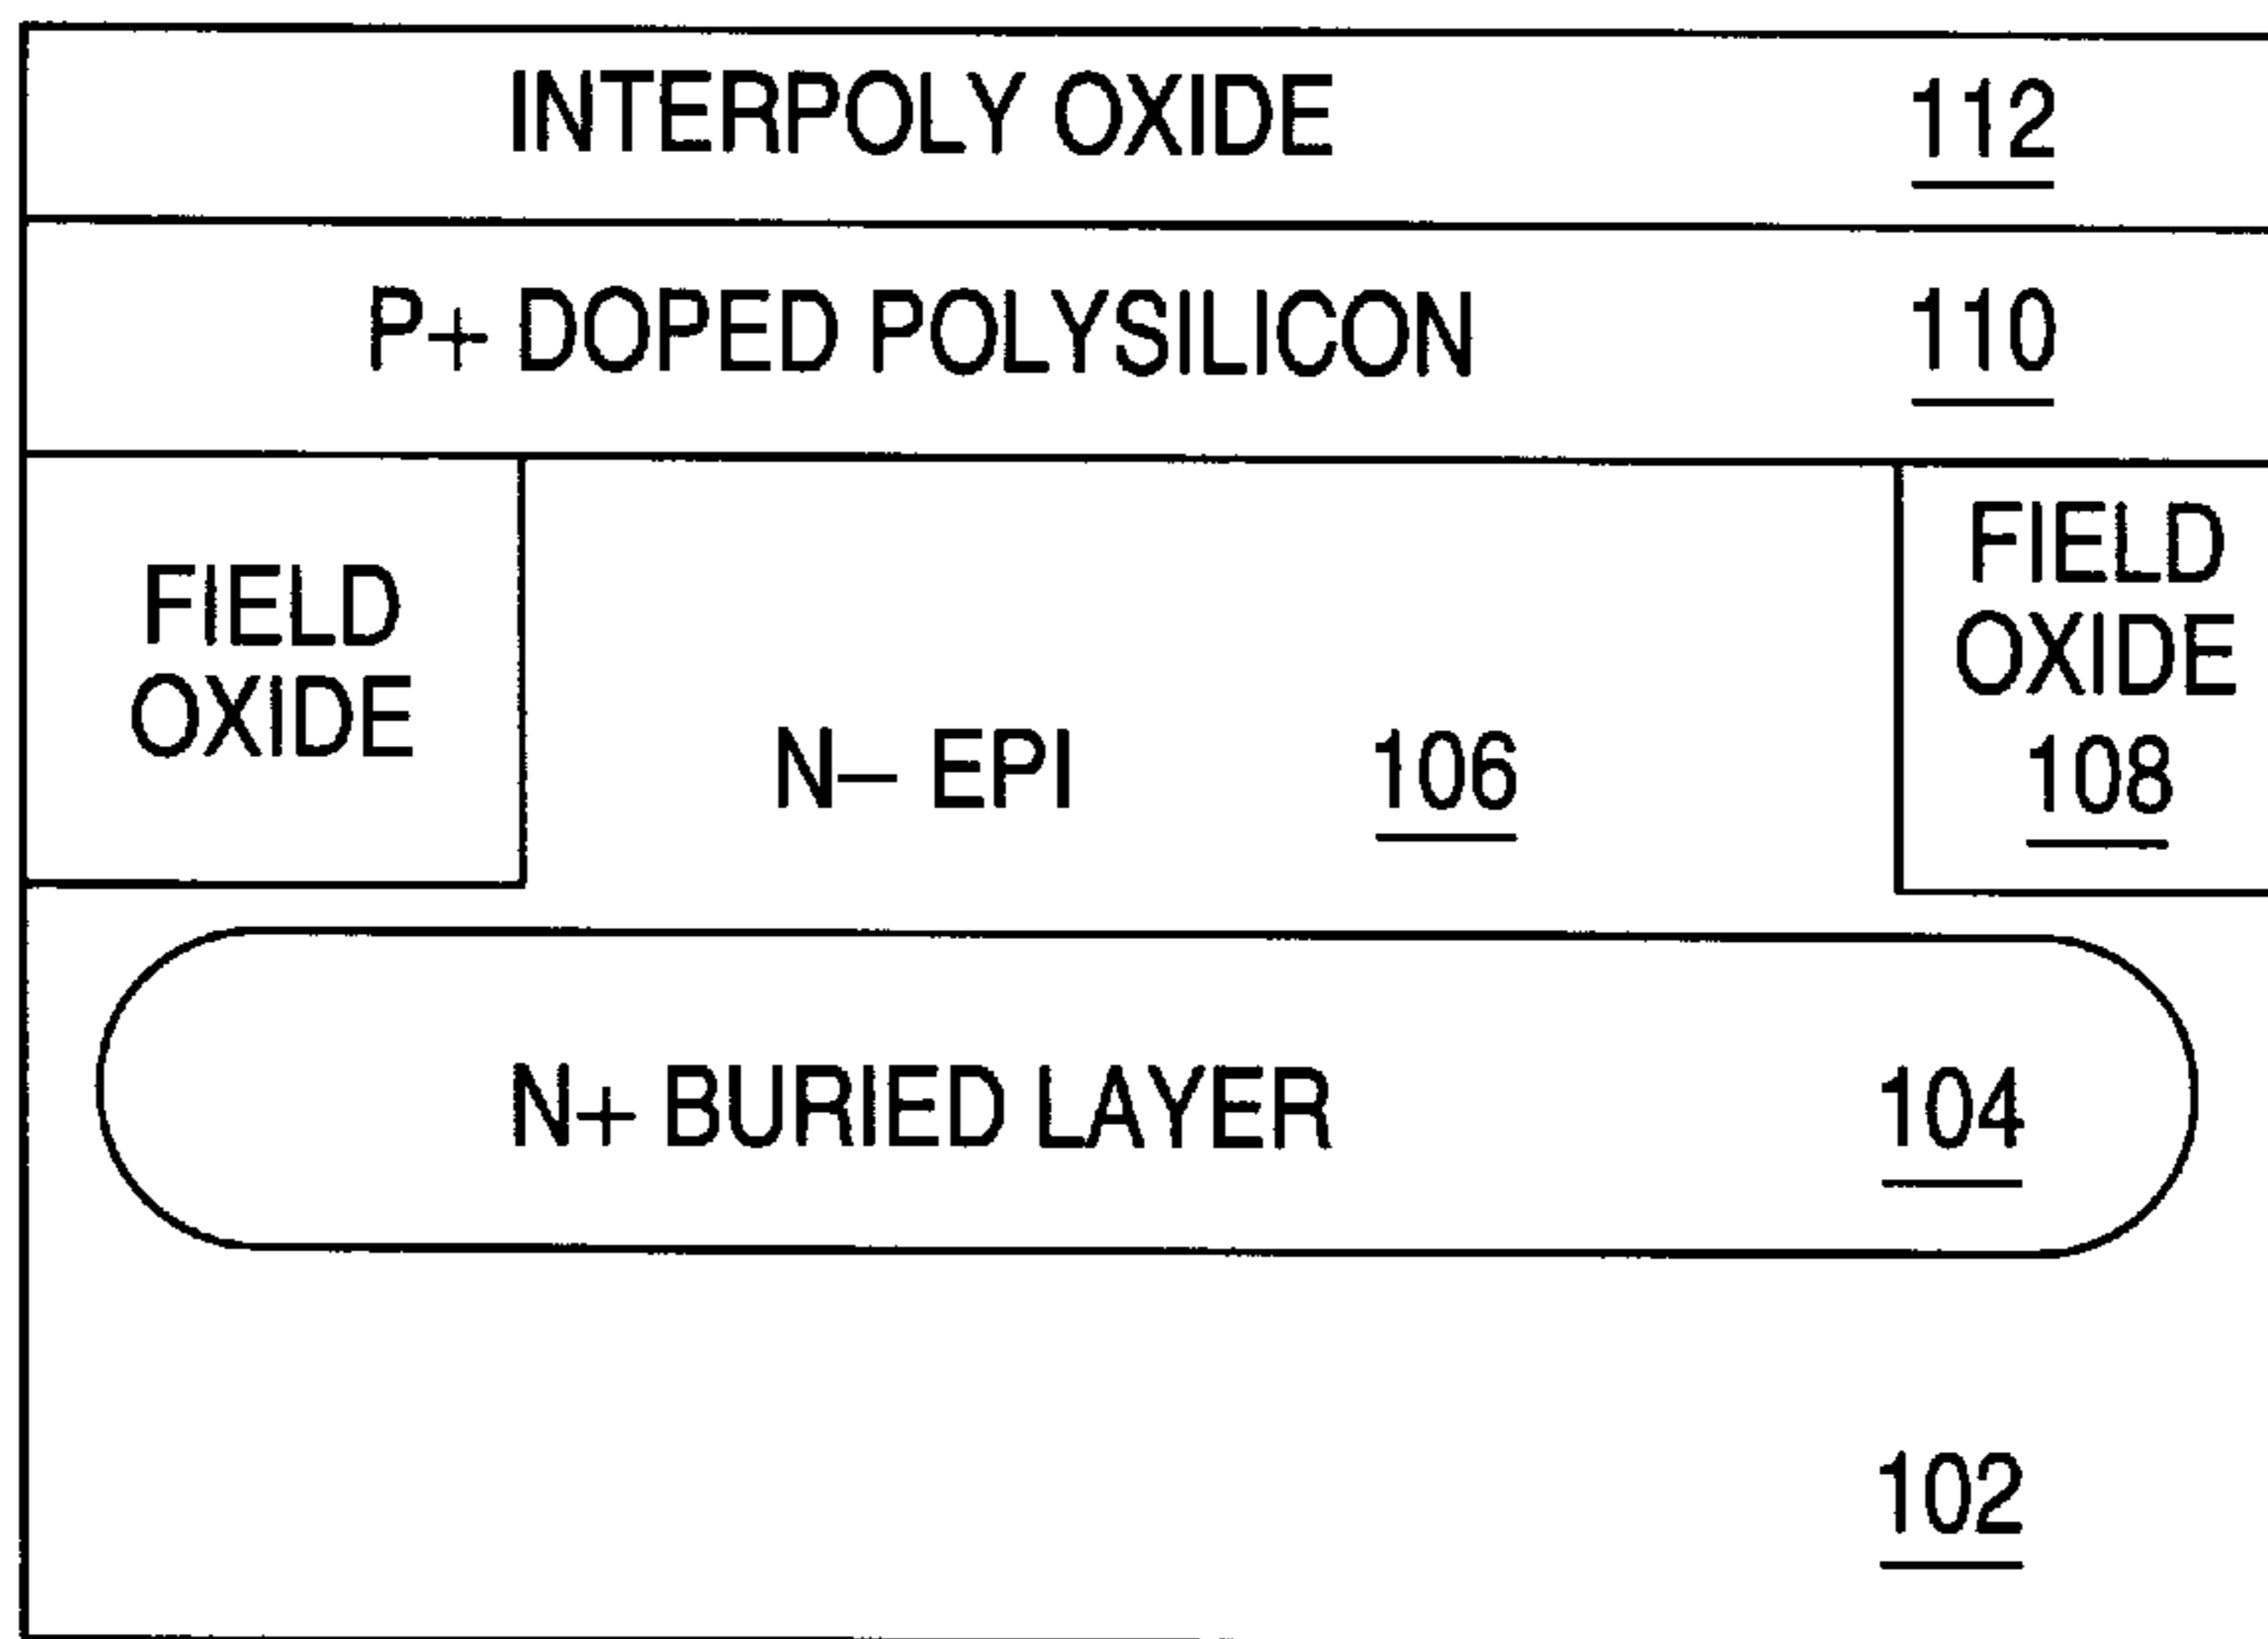 INTERPOLY OXIDE 112
P+ DOPED POLYSILICON 110
FIELD
OXIDE
N– EPI 106
FIELD
OXIDE
108
N+ BURIED LAYER 104
102